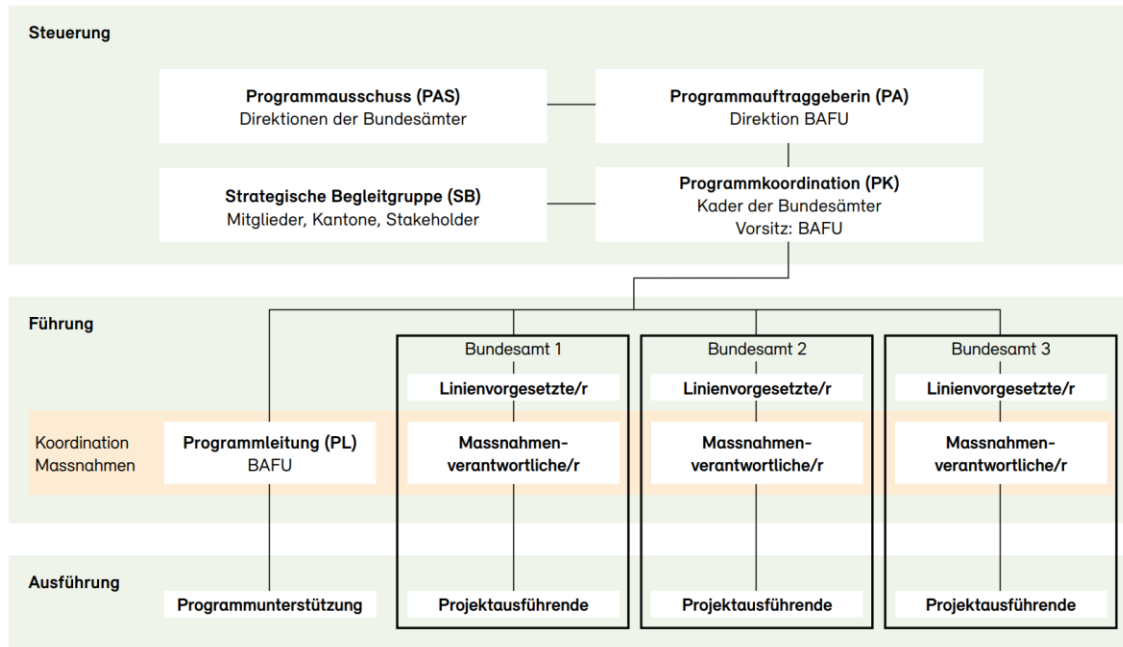 Steuerung
Programmausschuss (PAS)
Direktionen der Bundesämter
Programmauftraggeberin (PA)
Direktion BAFU
Strategische Begleitgruppe (SB)
Mitglieder, Kantone, Stakeholder
Programmkoordination (PK)
Kader der Bundesämter
Vorsitz: BAFU
Führung
Bundesamt 1
Bundesamt 2
Bundesamt 3
Linienvorgesetzte/r
Linienvorgesetzte/r
Linienvorgesetzte/r
Koordination
Massnahmen
Programmleitung (PL)
BAFU
Massnahmen-
verantwortliche/r
Massnahmen-
verantwortliche/r
Massnahmen-
verantwortliche/r
Ausführung
Programmunterstützung
Projektausführende
Projektausführende
Projektausführende